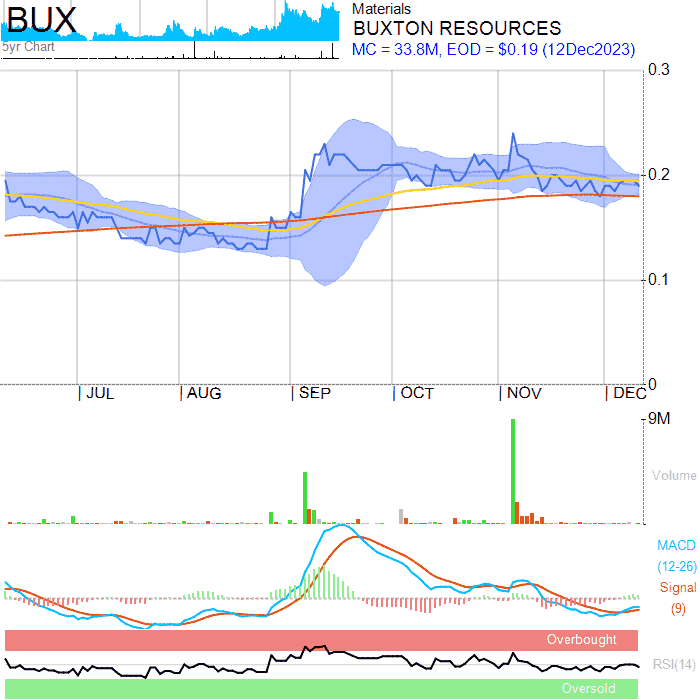 BUX
5yr Chart
Materials
BUXTON RESOURCES
MC = 33.8M, EOD = $0.19 (12Dec2023)
0.3
0.2
0.1
0
| JUL | AUG | SEP | OCT | NOV | DEC
9M
Volume
MACD
(12-26)
Signal
(9)
Overbought
RSI(14)
Oversold